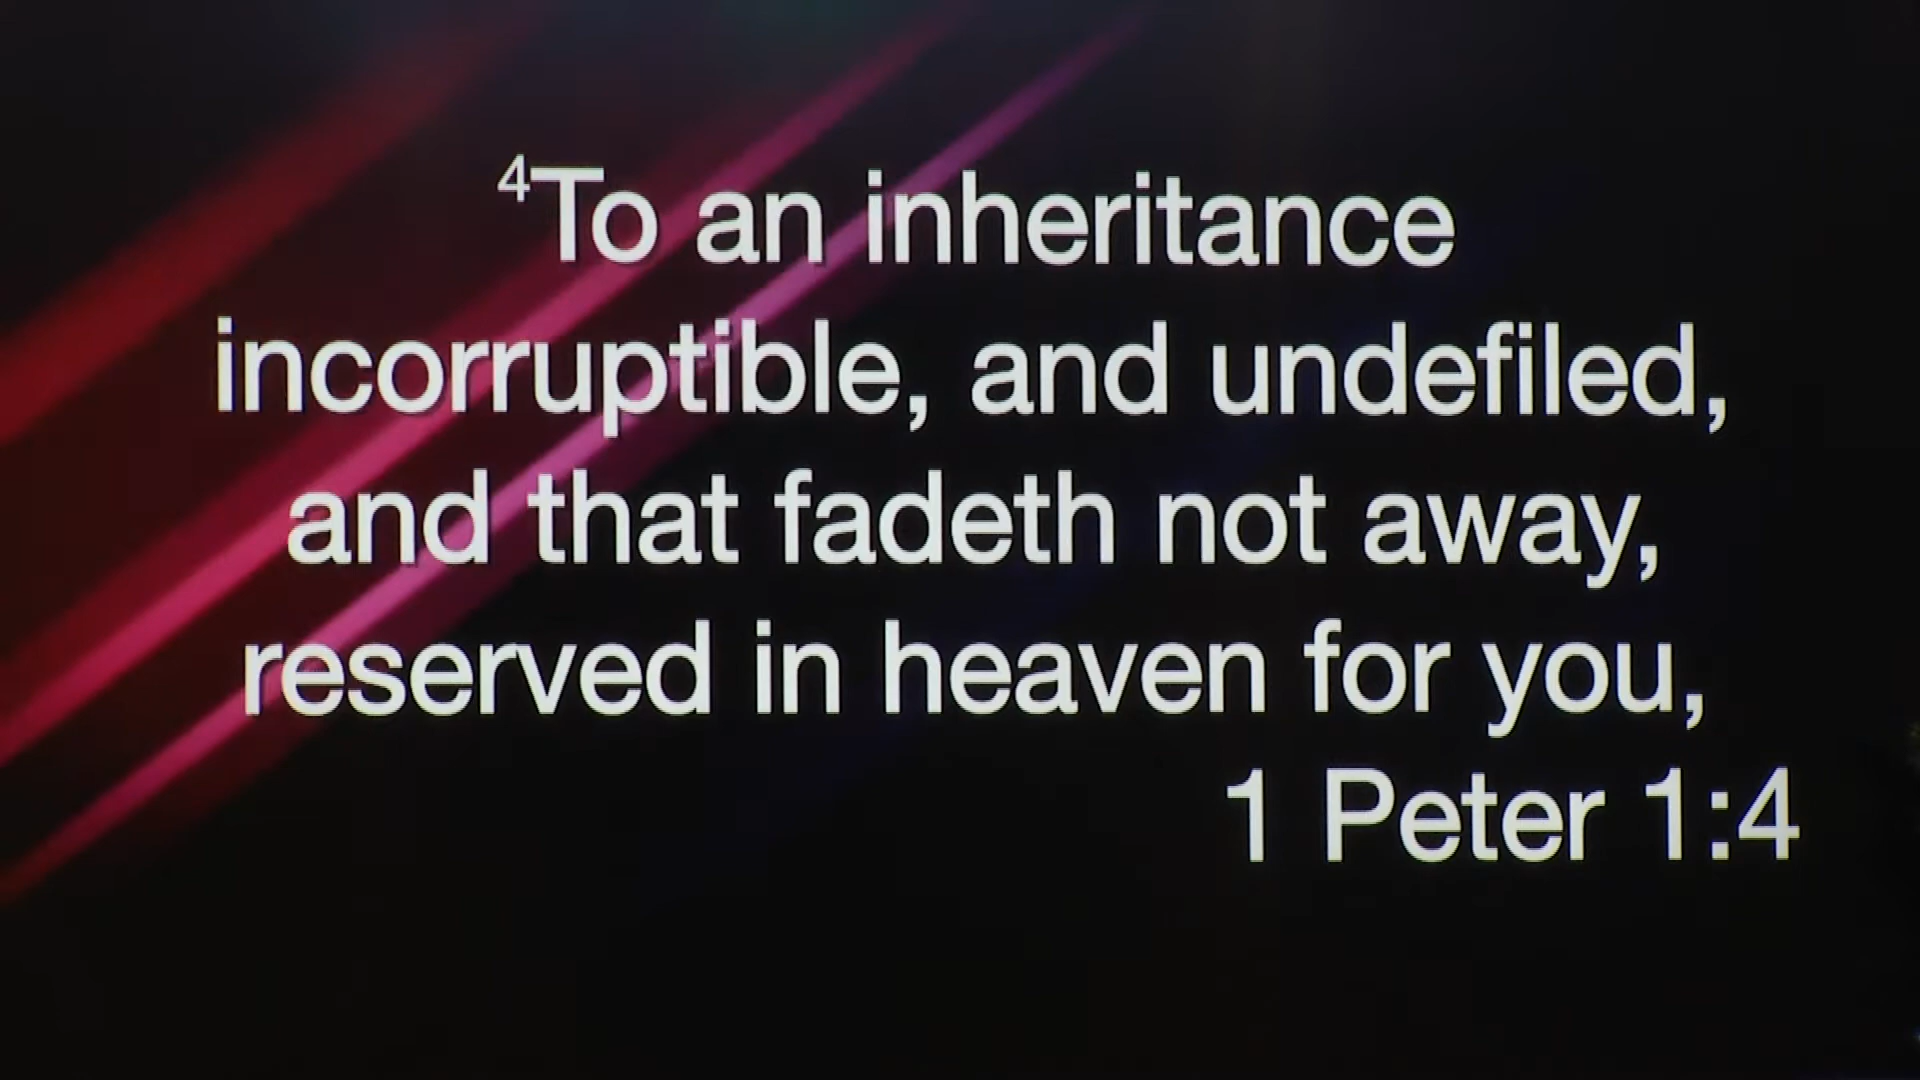 ⁴To an inheritance
incorruptible, and undefiled,
and that fadeth not away,
reserved in heaven for you,
1 Peter 1:4